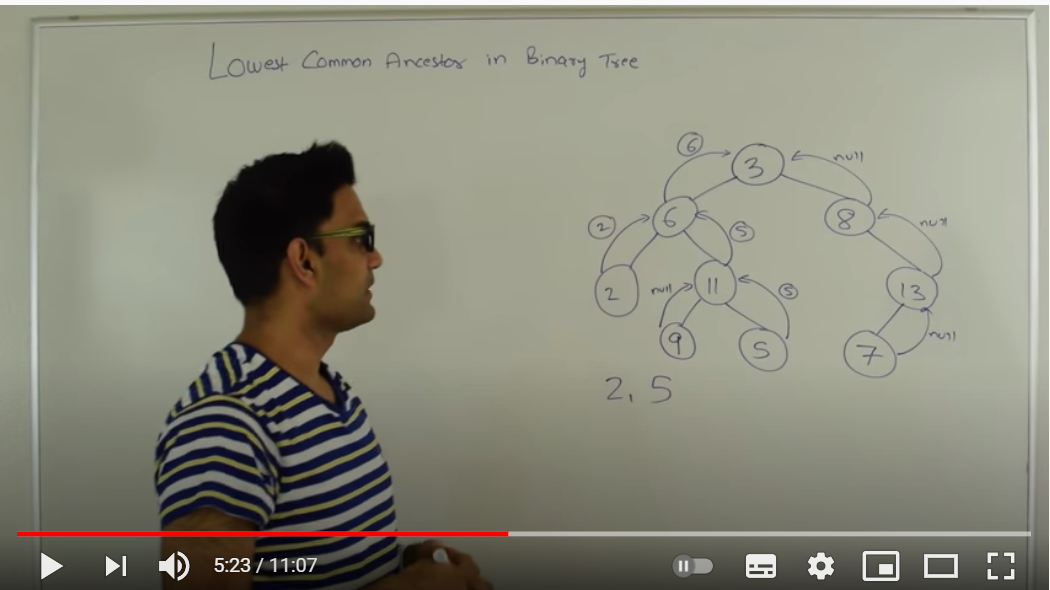 Lowest Common Ancestor in Binary Tree
6 3 null
2 6 5 8 null
2 null 11 5 13
9 5 7 null
2, 5
5:23 / 11:07